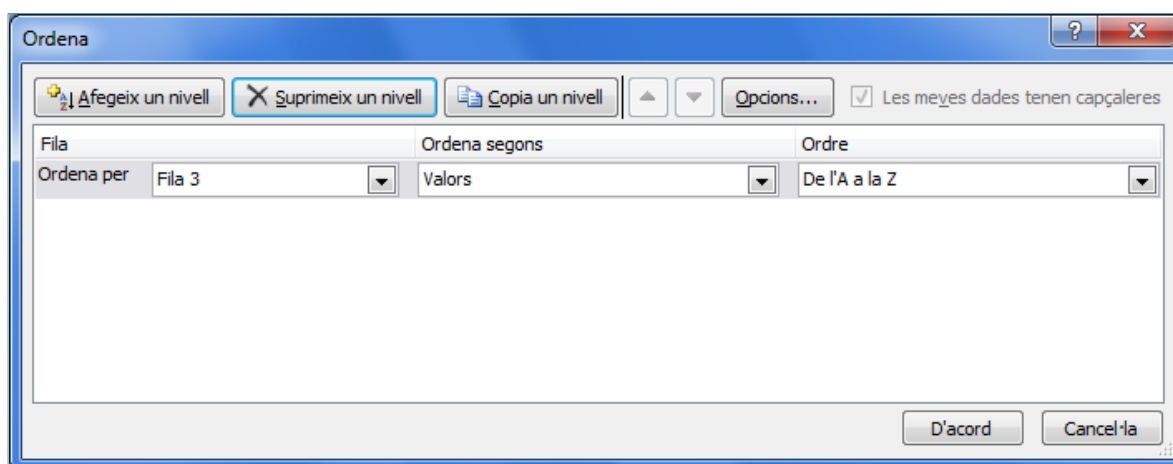 Ordena
Afegeix un nivell Suprimeix un nivell Copia un nivell Opcions... Les meves dades tenen capçaleres
Fila Ordena segons Ordre
Ordena per Fila 3 Valors De l'A a la Z
D'acord Cancel·la